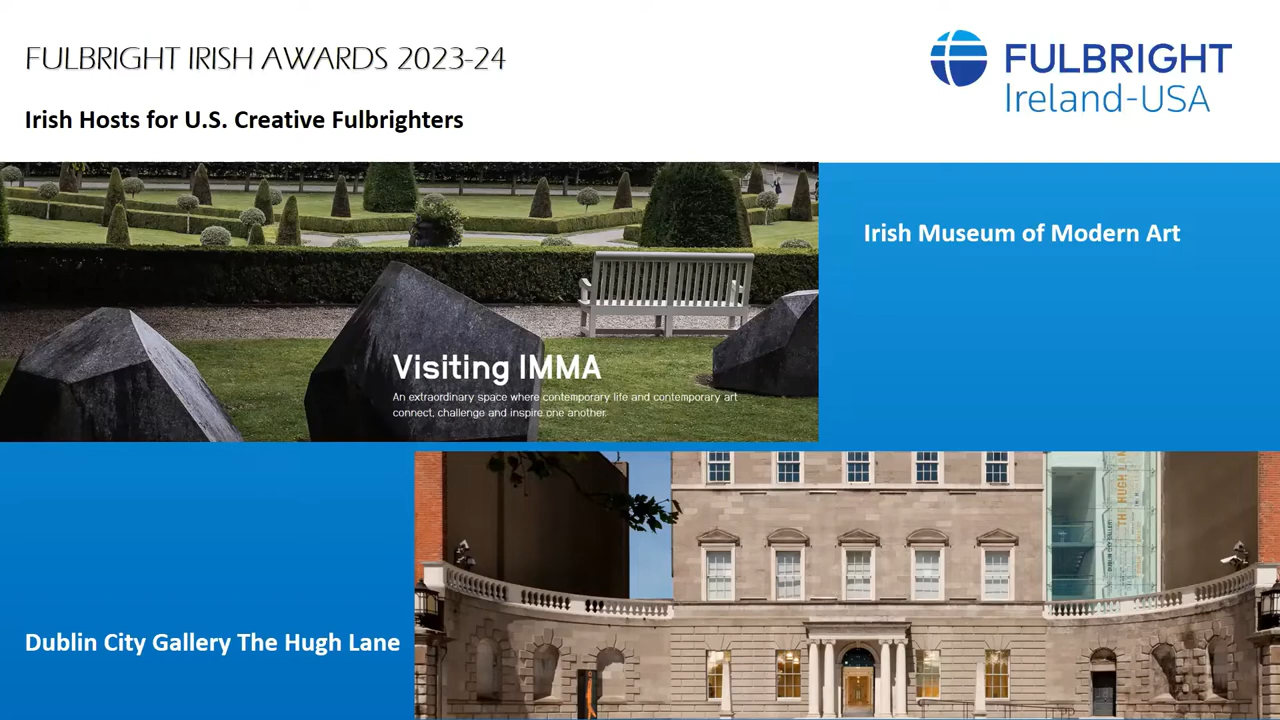 FULBRIGHT IRISH AWARDS 2023-24
FULBRIGHT
Ireland-USA
Irish Hosts for U.S. Creative Fulbrighters
Irish Museum of Modern Art
Visiting IMMA
An extraordinary space where contemporary life and contemporary art
connect, challenge and inspire one another.
Dublin City Gallery The Hugh Lane
THE HUGH